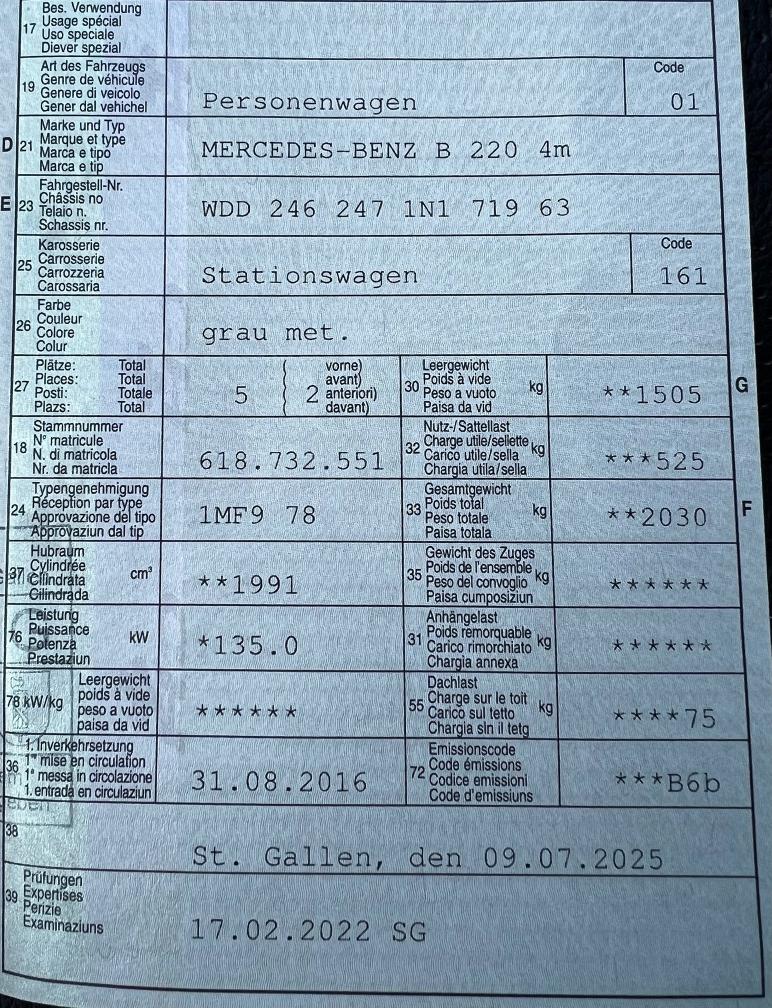 17 Bes. Verwendung
Usage spécial
Uso speciale
Diever spezial
19 Art des Fahrzeugs
Genre de véhicule
Genere di veicolo
Gener dal vehichel
Personenwagen
Code
01
D 21 Marke und Typ
Marque et type
Marca e tipo
Marca e tip
MERCEDES-BENZ B 220 4m
E 23 Fahrgestell-Nr.
Châssis no
Telaio n.
Schassis nr.
WDD 246 247 1N1 719 63
25 Karosserie
Carrosserie
Carrozzeria
Carossaria
Stationswagen
Code
161
26 Farbe
Couleur
Colore
Colur
grau met.
27 Plätze: Total
Places: Total
Posti: Totale
Plazs: Total
5
2 vorne)
avant)
anteriori)
davant)
30 Leergewicht
Poids à vide
Peso a vuoto
Paisa da vid
kg
**1505
G
18 Stammnummer
N° matricule
N. di matricola
Nr. da matricla
618.732.551
32 Nutz-/Sattellast
Charge utile/sellette
Carico utile/sella
Chargia utila/sella
kg
***525
24 Typengenehmigung
Réception par type
Approvazione del tipo
Approvaziun dal tip
1MF9 78
33 Gesamtgewicht
Poids total
Peso totale
Paisa totala
kg
**2030
F
37 Hubraum
Cylindrée
Cilindrata
Cilindrada
cm³
**1991
35 Gewicht des Zuges
Poids de l'ensemble
Peso del convoglio
Paisa cumposiziun
kg
******
76 Leistung
Puissance
Potenza
Prestaziun
kW
*135.0
31 Anhängelast
Poids remorquable
Carico rimorchiato
Chargia annexa
kg
******
78 kW/kg
Leergewicht
poids à vide
peso a vuoto
paisa da vid
******
55 Dachlast
Charge sur le toit
Carico sul tetto
Chargia sin il tetg
kg
****75
36 1. Inverkehrsetzung
1re mise en circulation
1a messa in circolazione
1. entrada en circulaziun
31.08.2016
72 Emissionscode
Code émissions
Codice emissioni
Code d'emissiuns
***B6b
38
St. Gallen, den 09.07.2025
39 Prüfungen
Expertises
Perizie
Examinaziuns
17.02.2022 SG